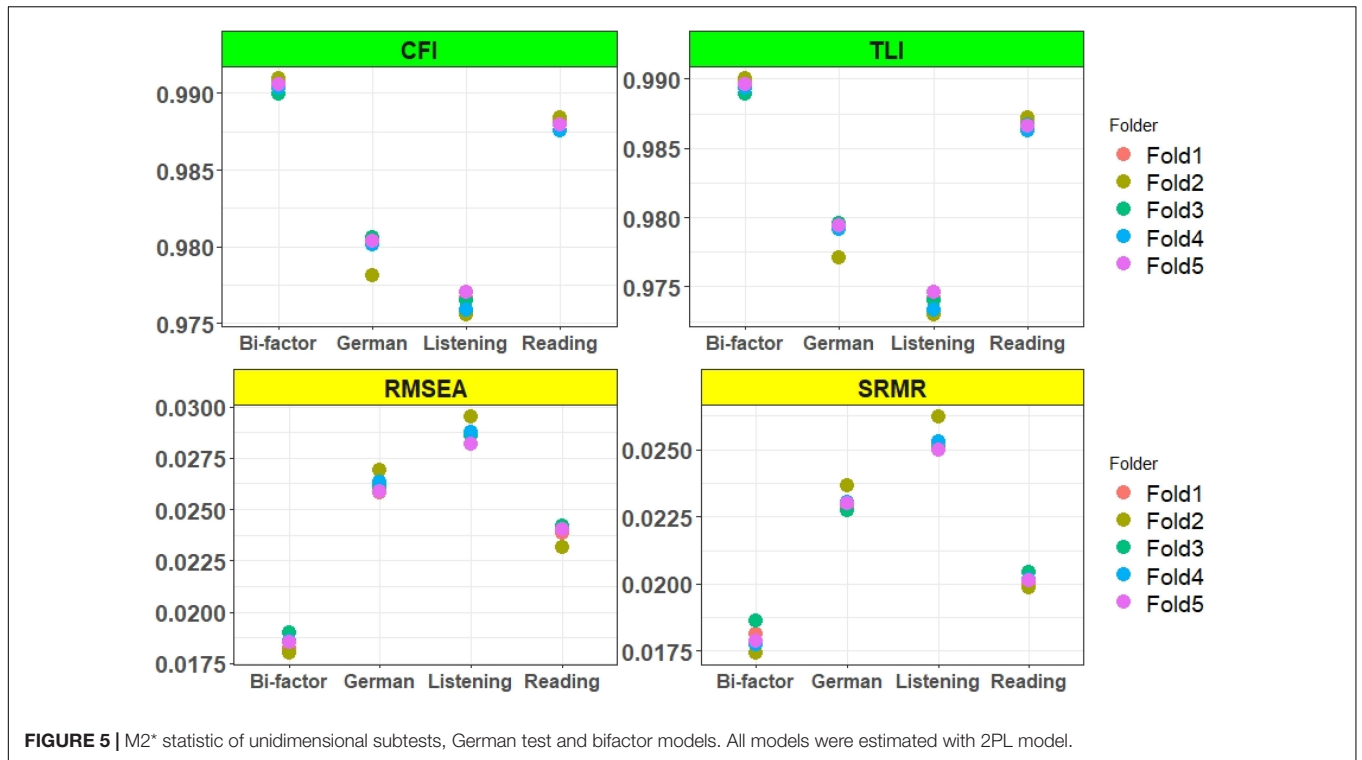 CFI
0.990
0.985
0.980
0.975
Bi-factor German Listening Reading
TLI
0.990
0.985
0.980
0.975
Bi-factor German Listening Reading
Folder
Fold1
Fold2
Fold3
Fold4
Fold5
RMSEA
0.0300
0.0275
0.0250
0.0225
0.0200
0.0175
Bi-factor German Listening Reading
SRMR
0.0250
0.0225
0.0200
0.0175
Bi-factor German Listening Reading
Folder
Fold1
Fold2
Fold3
Fold4
Fold5
FIGURE 5 | M2* statistic of unidimensional subtests, German test and bifactor models. All models were estimated with 2PL model.